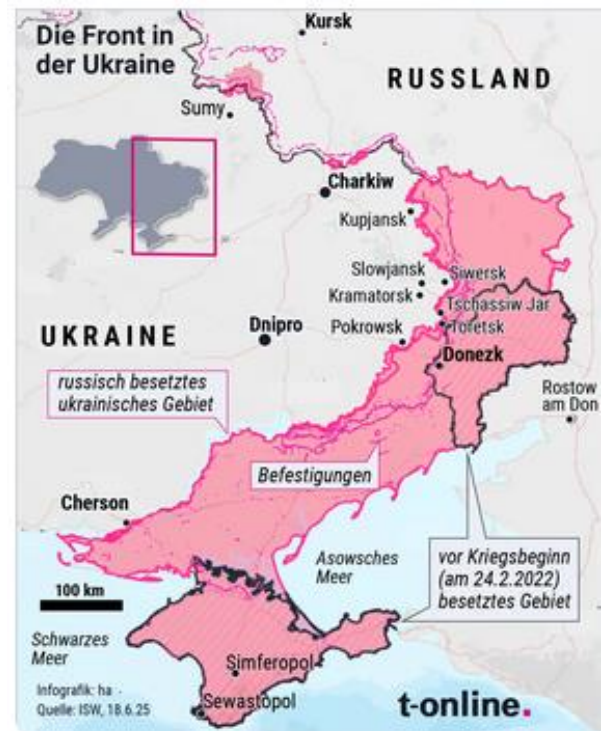 Die Front in
der Ukraine
Kursk
RUSSLAND
Sumy
Charkiw
Kupjansk
Slowjansk
Siwersk
Kramatorsk
Tschassiw Jar
UKRAINE
Dnipro
Pokrowsk
Toretsk
Donezk
russisch besetztes
ukrainisches Gebiet
Rostow
am Don
Befestigungen
Cherson
Asowsches
Meer
vor Kriegsbeginn
(am 24.2.2022)
besetztes Gebiet
100 km
Schwarzes
Meer
Simferopol
Infografik: ha
Quelle: ISW, 18.6.25
Sewastopol
t-online.